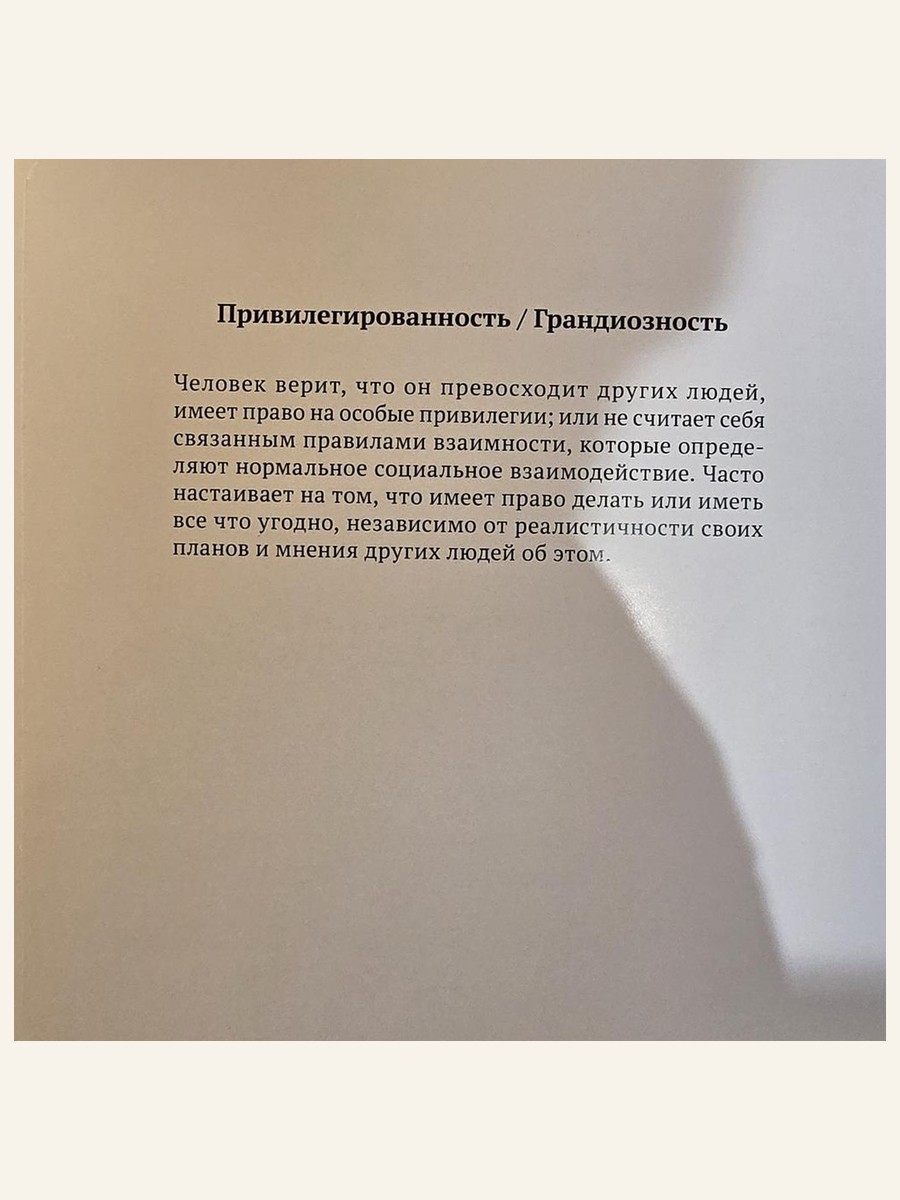 Привилегированность / Грандиозность
Человек верит, что он превосходит других людей,
имеет право на особые привилегии; или не считает себя
связанным правилами взаимности, которые опреде-
ляют нормальное социальное взаимодействие. Часто
настаивает на том, что имеет право делать или иметь
все что угодно, независимо от реалистичности своих
планов и мнения других людей об этом.